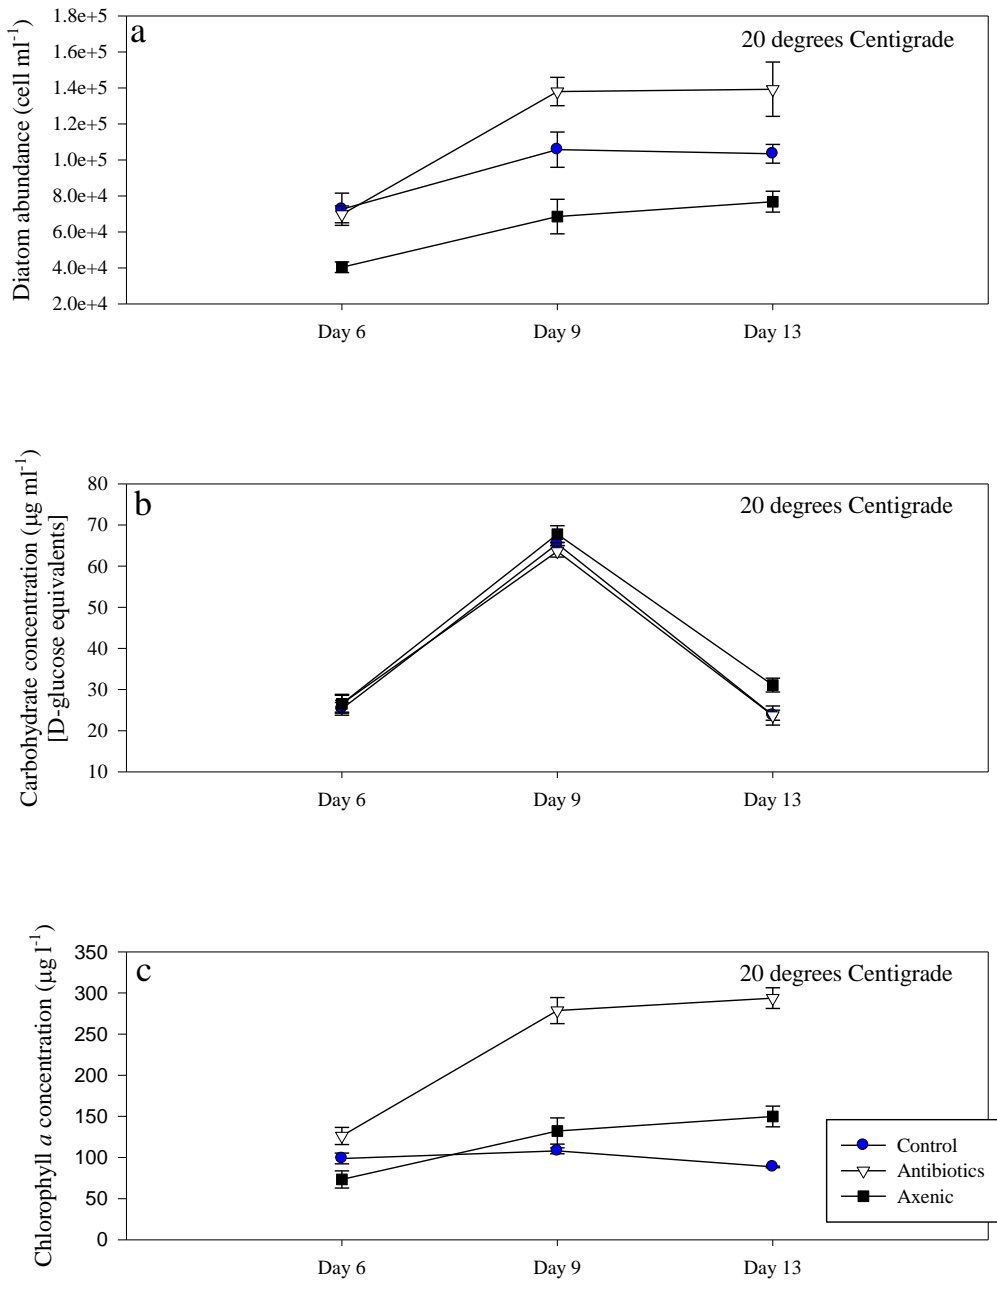 a
20 degrees Centigrade
Diatom abundance (cell ml⁻¹)
1.8e+5
1.6e+5
1.4e+5
1.2e+5
1.0e+5
8.0e+4
6.0e+4
4.0e+4
2.0e+4
Day 6 Day 9 Day 13
b
20 degrees Centigrade
Carbohydrate concentration (µg ml⁻¹)
[D-glucose equivalents]
80
70
60
50
40
30
20
10
Day 6 Day 9 Day 13
c
20 degrees Centigrade
Chlorophyll a concentration (µg l⁻¹)
350
300
250
200
150
100
50
0
Day 6 Day 9 Day 13
Control
Antibiotics
Axenic